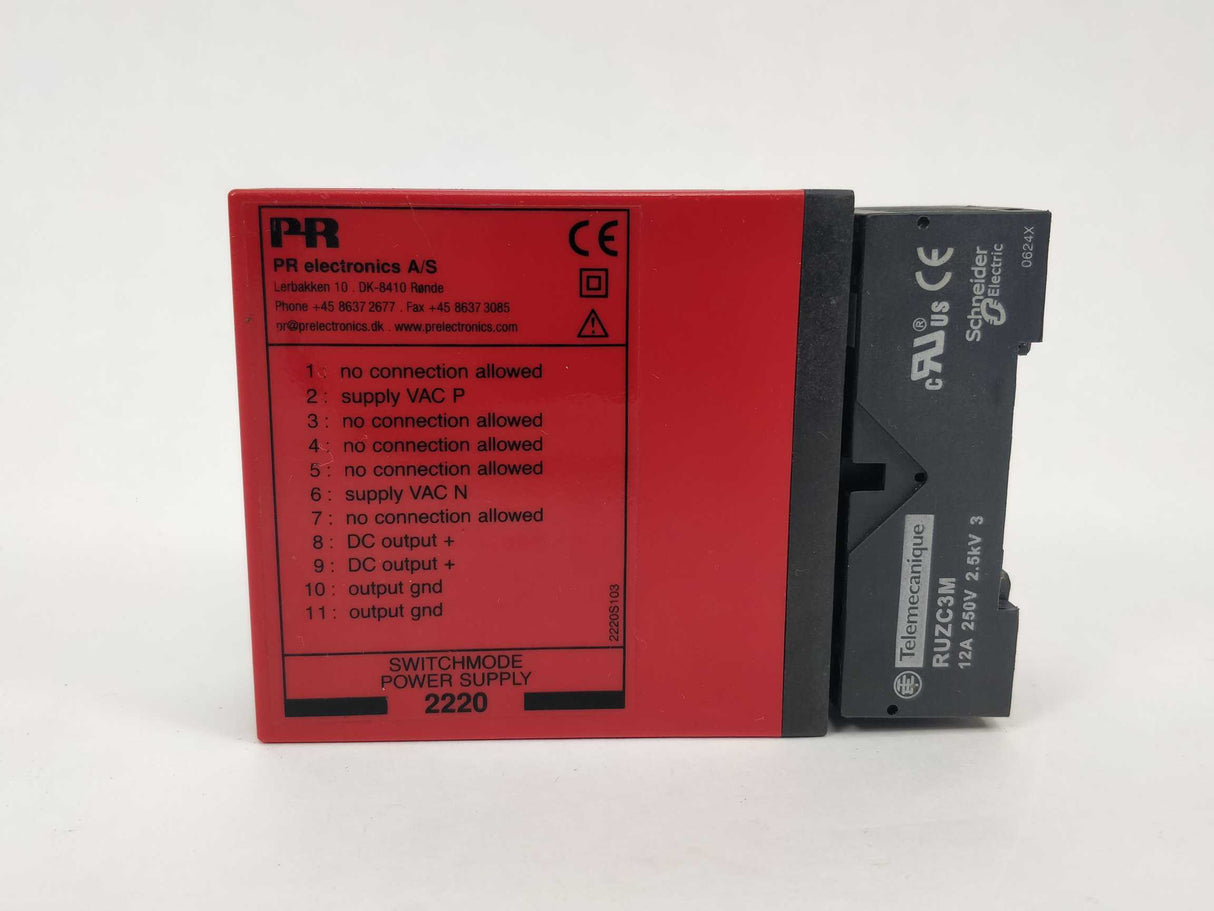 PR
CE
PR electronics A/S
Lerbakken 10 . DK-8410 Rønde
Phone +45 8637 2677 . Fax +45 8637 3085
pr@prelectronics.dk . www.prelectronics.com
1 : no connection allowed
2 : supply VAC P
3 : no connection allowed
4 : no connection allowed
5 : no connection allowed
6 : supply VAC N
7 : no connection allowed
8 : DC output +
9 : DC output +
10 : output gnd
11 : output gnd
2220S103
SWITCHMODE
POWER SUPPLY
2220
c RU ® US CE
Schneider
Electric
0624X
Telemecanique
RUZC3M
12A 250V 2.5kV 3